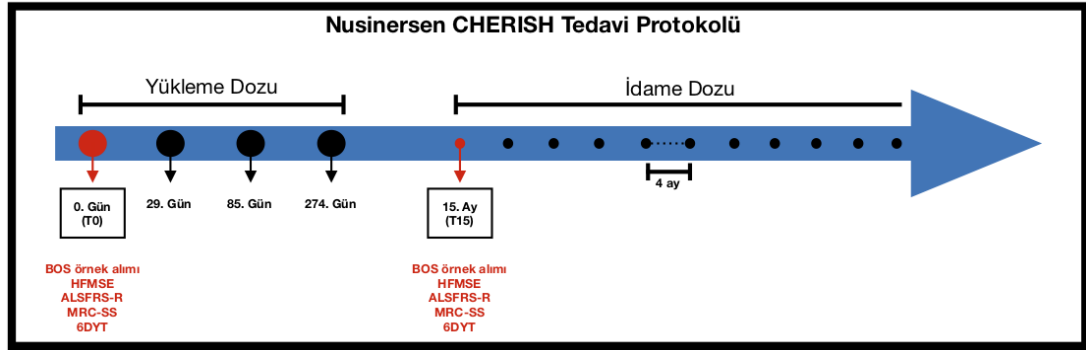 Nusinersen CHERISH Tedavi Protokolü
Yükleme Dozu
İdame Dozu
4 ay
0. Gün
(T0)
29. Gün
85. Gün
274. Gün
15. Ay
(T15)
BOS örnek alımı
HFMSE
ALSFRS-R
MRC-SS
6DYT
BOS örnek alımı
HFMSE
ALSFRS-R
MRC-SS
6DYT